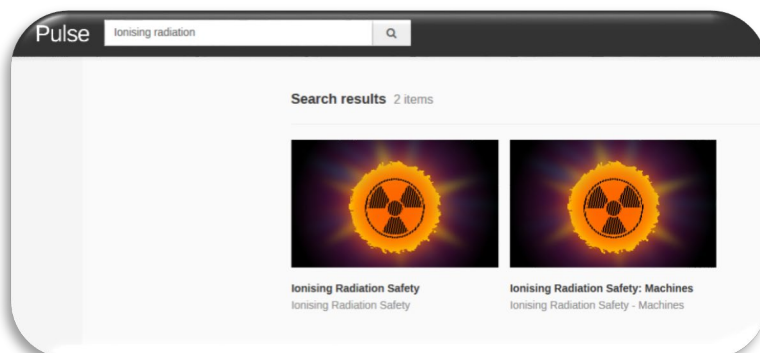 Pulse
Ionising radiation
Search results 2 items
Ionising Radiation Safety
Ionising Radiation Safety
Ionising Radiation Safety: Machines
Ionising Radiation Safety - Machines